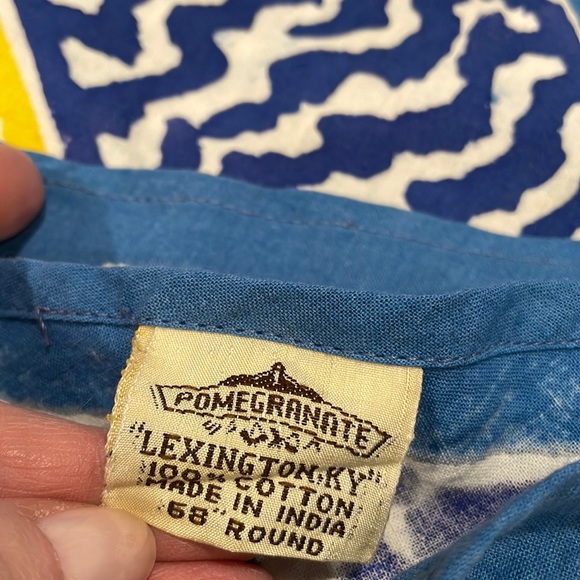 POMEGRANATE
"LEXINGTON, KY"
100% COTTON
MADE IN INDIA
68" ROUND